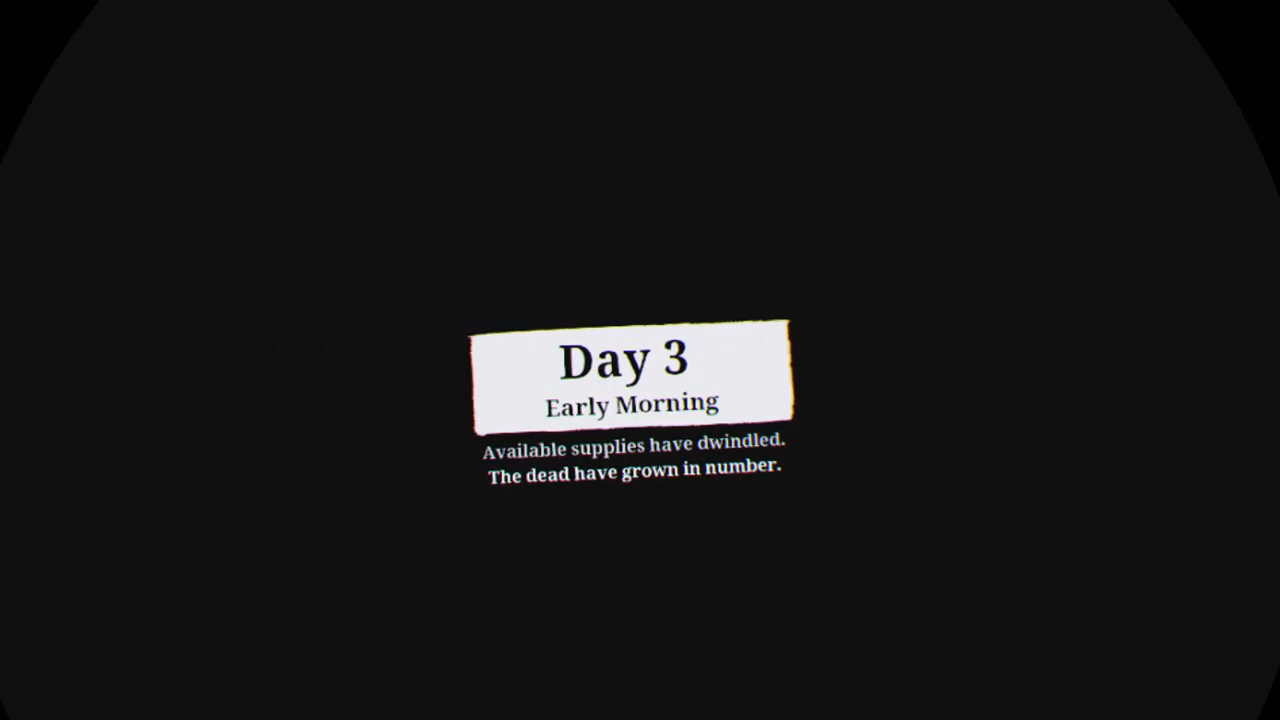 Day 3
Early Morning
Available supplies have dwindled.
The dead have grown in number.